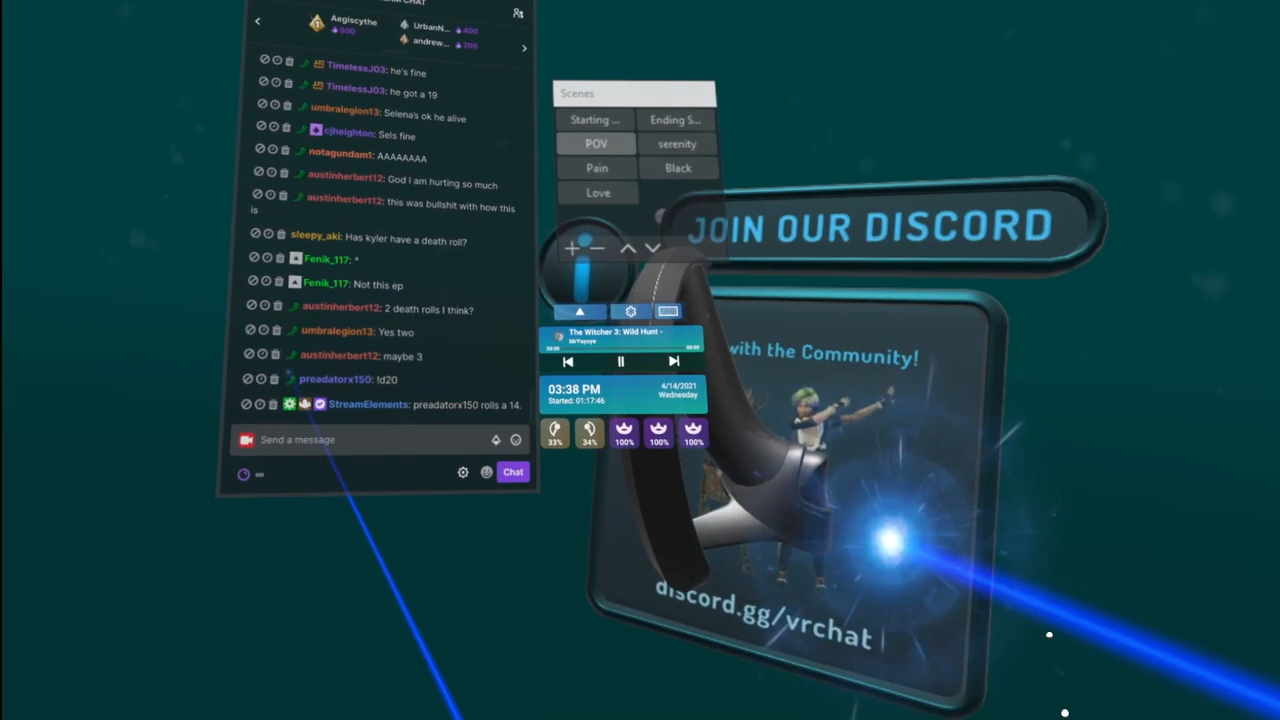 Aegiscythe
500
UrbanN... 400
andrew... 200
TimelessJ03: he's fine
TimelessJ03: he got a 19
umbralegion13: Selena's ok he alive
cjheighton: Sels fine
notagundam1: AAAAAAAA
austinherbert12: God I am hurting so much
austinherbert12: this was bullshit with how this
is
sleepy_aki: Has kyler have a death roll?
Fenik_117: ^
Fenik_117: Not this ep
austinherbert12: 2 death rolls I think?
umbralegion13: Yes two
austinherbert12: maybe 3
preadatorx150: !d20
StreamElements: preadatorx150 rolls a 14.
Send a message
Chat
Scenes
Starting ... Ending S...
POV serenity
Pain Black
Love
The Witcher 3: Wild Hunt -
MrYayoyo
00:00 00:00
03:38 PM 4/14/2021
Started: 01:17:46 Wednesday
33% 34% 100% 100% 100%
JOIN OUR DISCORD
with the Community!
discord.gg/vrchat